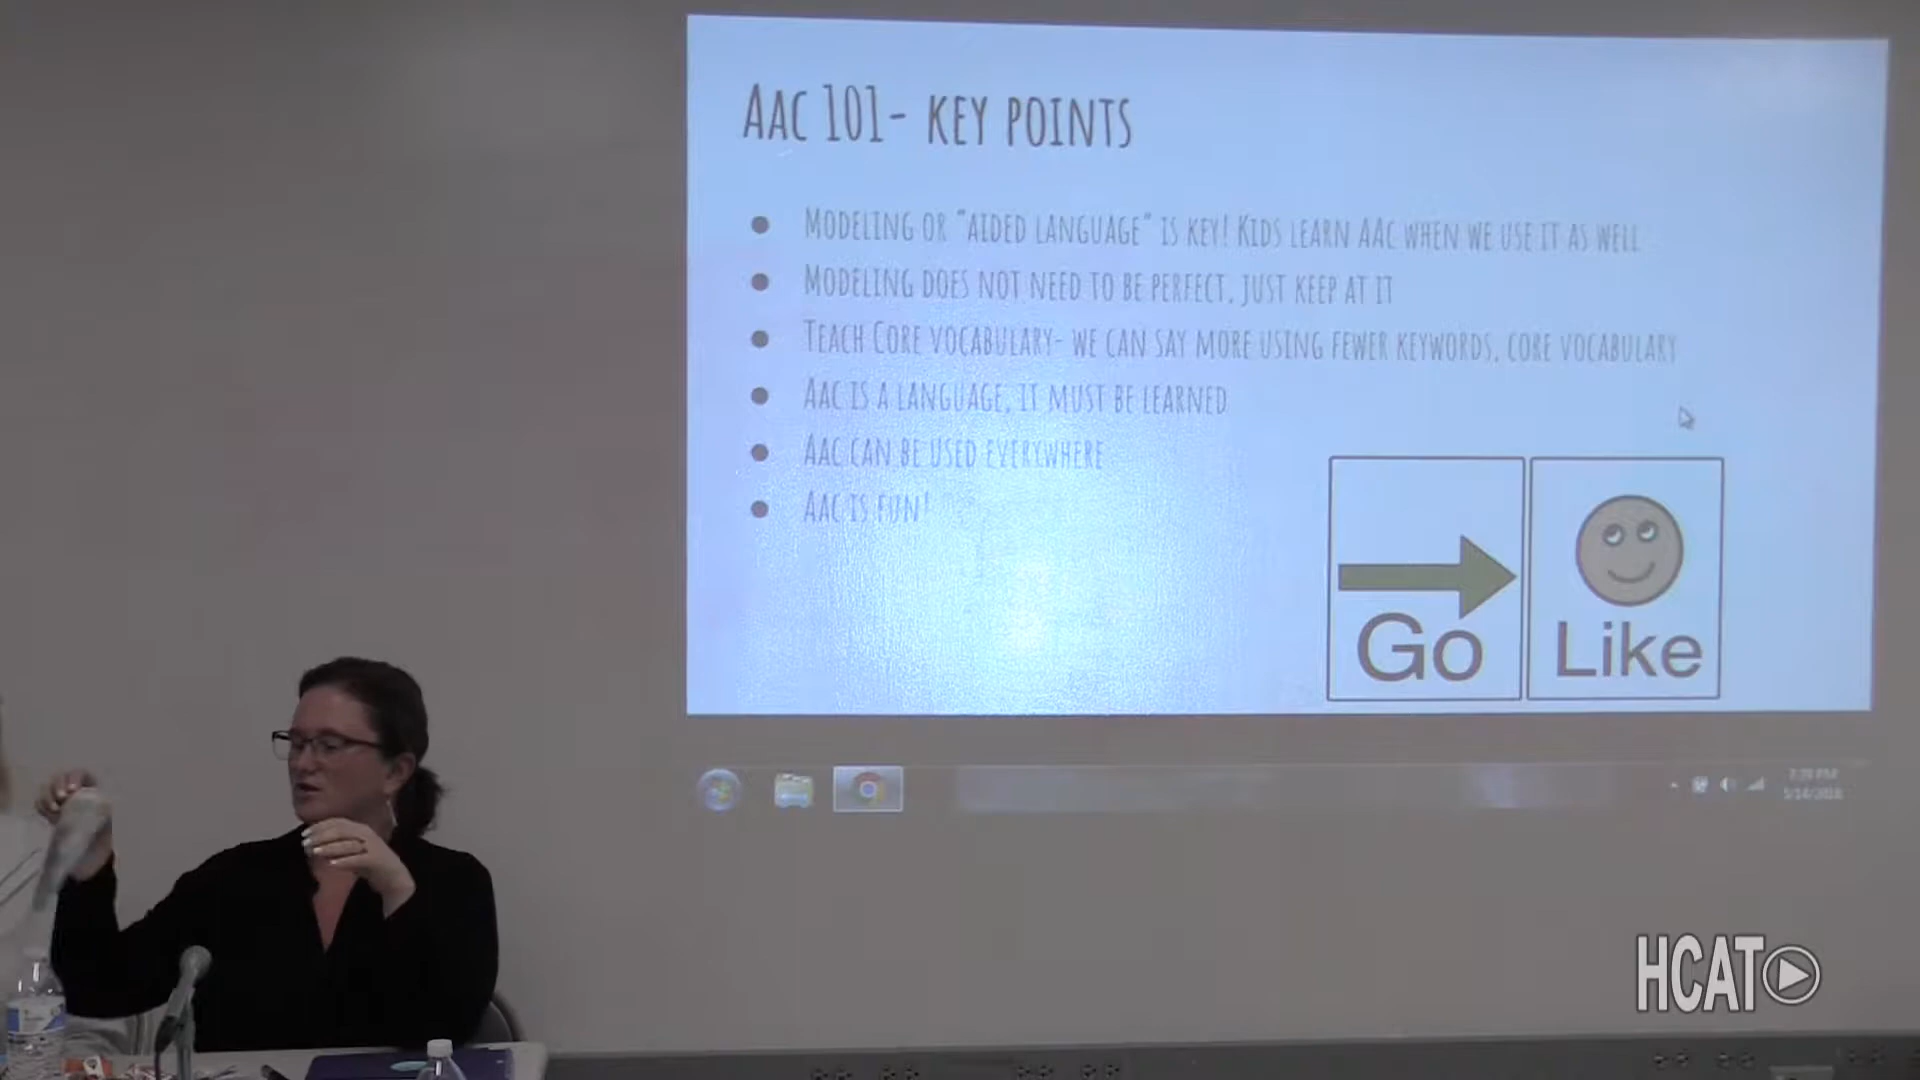 Aac 101- key points
Modeling or "aided language" is key! Kids learn AAC when we use it as well
Modeling does not need to be perfect, just keep at it
Teach Core vocabulary- we can say more using fewer keywords, core vocabulary
Aac is a language, it must be learned
Aac can be used everywhere
Aac is fun!
Go Like
HCAT